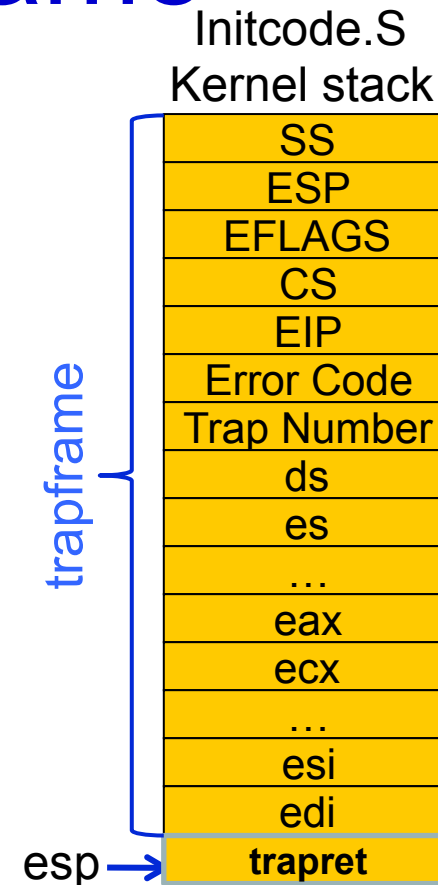 Initcode.S
Kernel stack
SS
ESP
EFLAGS
CS
EIP
Error Code
Trap Number
ds
es
…
eax
ecx
…
esi
edi
trapret
trapframe
esp